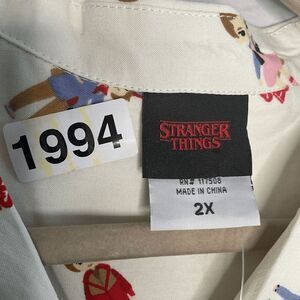 1994
STRANGER
THINGS
RN# 117508
MADE IN CHINA
2X